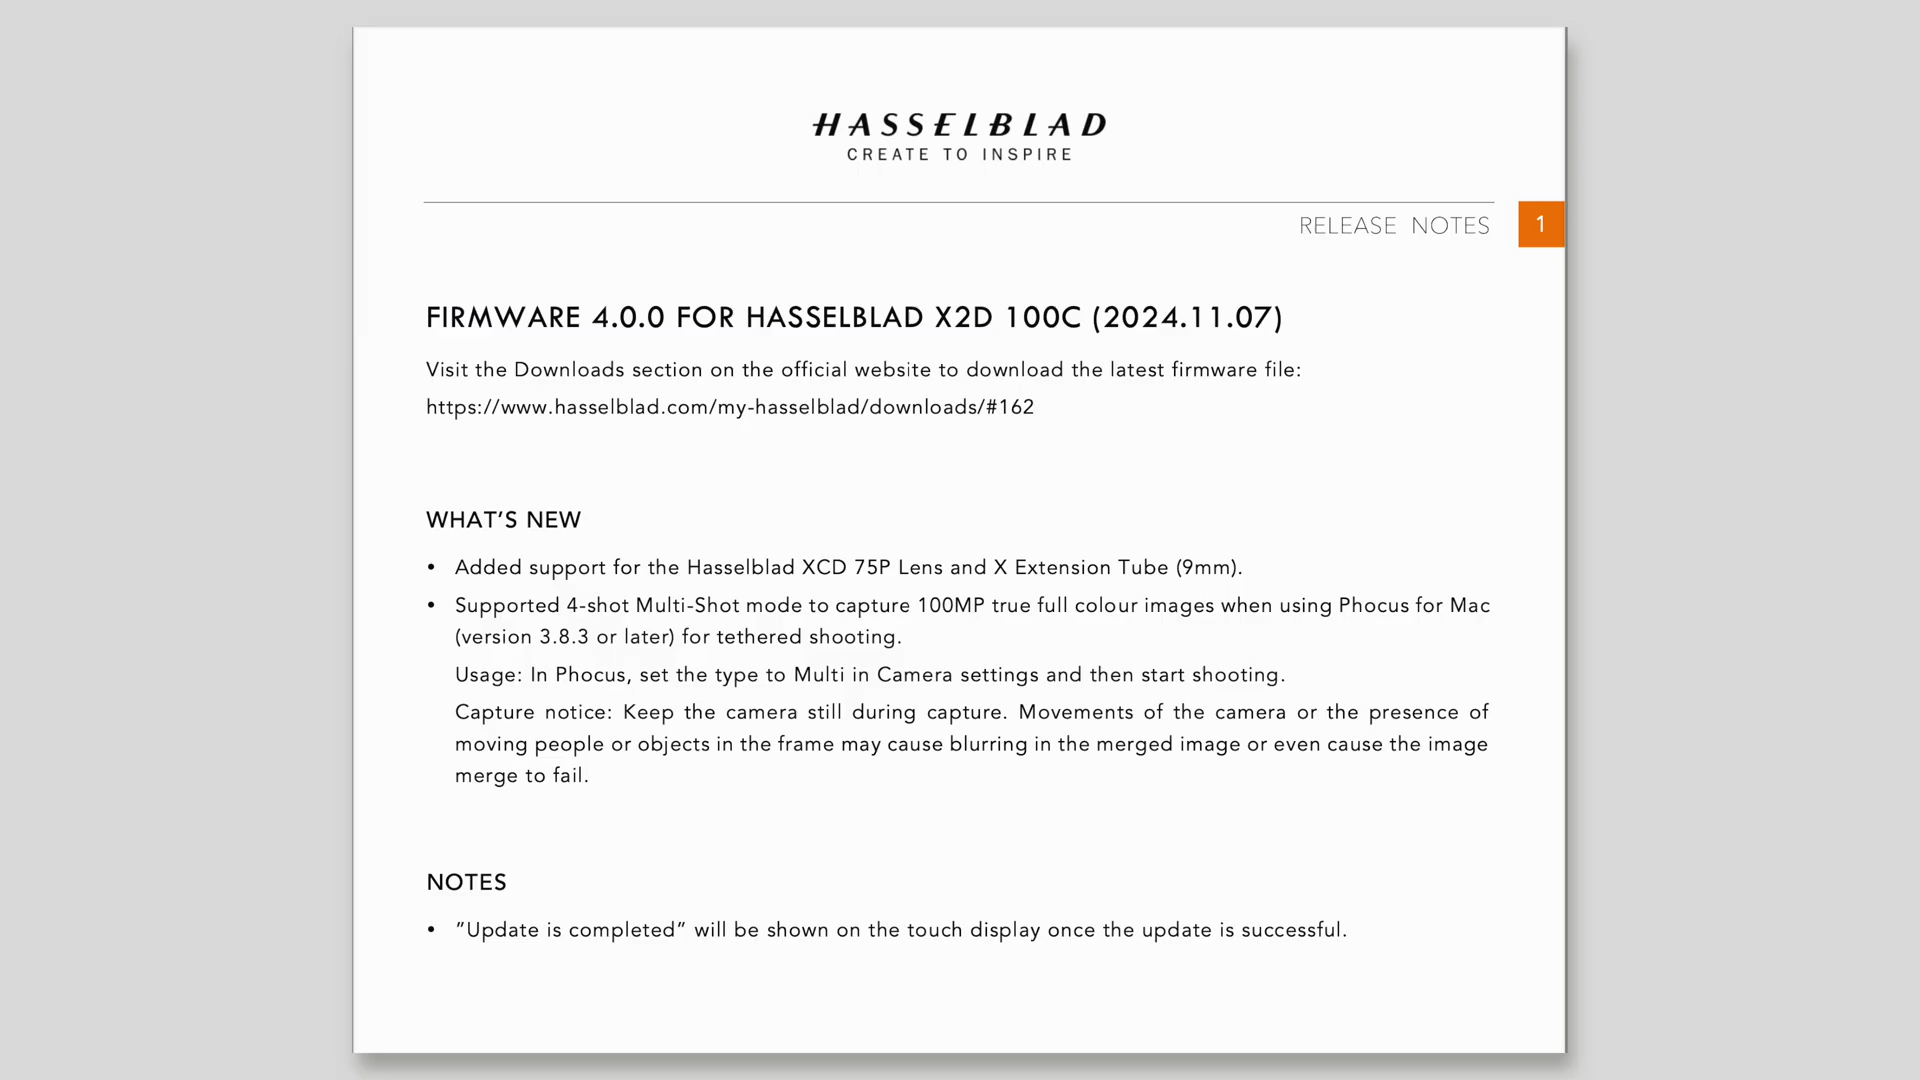 HASSELBLAD
CREATE TO INSPIRE
RELEASE NOTES 1
FIRMWARE 4.0.0 FOR HASSELBLAD X2D 100C (2024.11.07)
Visit the Downloads section on the official website to download the latest firmware file:
https://www.hasselblad.com/my-hasselblad/downloads/#162
WHAT’S NEW
• Added support for the Hasselblad XCD 75P Lens and X Extension Tube (9mm).
• Supported 4-shot Multi-Shot mode to capture 100MP true full colour images when using Phocus for Mac
(version 3.8.3 or later) for tethered shooting.
Usage: In Phocus, set the type to Multi in Camera settings and then start shooting.
Capture notice: Keep the camera still during capture. Movements of the camera or the presence of
moving people or objects in the frame may cause blurring in the merged image or even cause the image
merge to fail.
NOTES
• ”Update is completed” will be shown on the touch display once the update is successful.